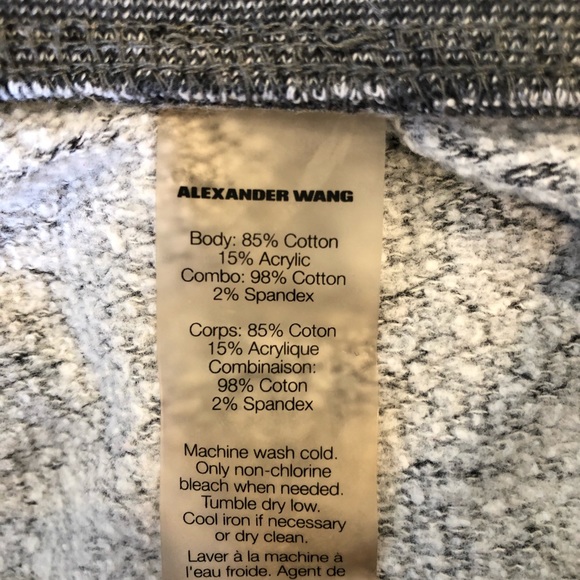 ALEXANDER WANG
Body: 85% Cotton
15% Acrylic
Combo: 98% Cotton
2% Spandex
Corps: 85% Coton
15% Acrylique
Combinaison:
98% Coton
2% Spandex
Machine wash cold.
Only non-chlorine
bleach when needed.
Tumble dry low.
Cool iron if necessary
or dry clean.
Laver à la machine à
l'eau froide. Agent de